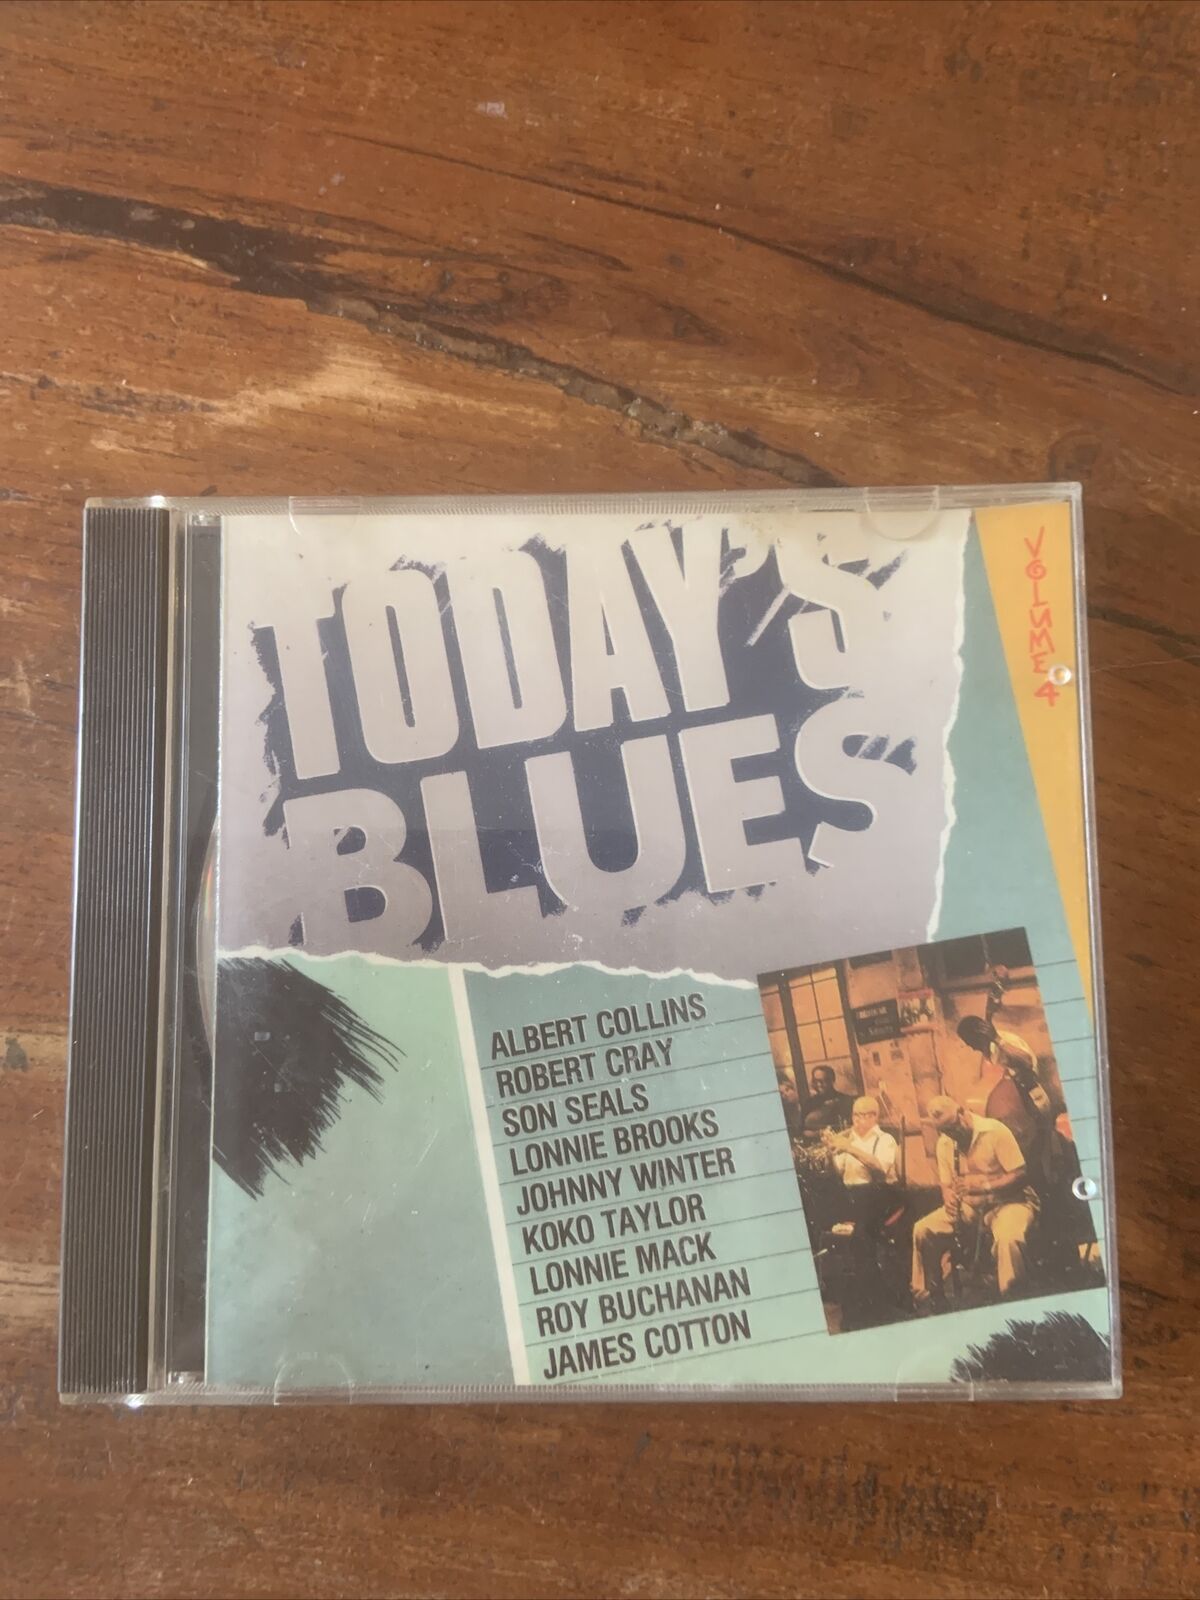 TODAY'S
BLUES
VOLUME 4
ALBERT COLLINS
ROBERT CRAY
SON SEALS
LONNIE BROOKS
JOHNNY WINTER
KOKO TAYLOR
LONNIE MACK
ROY BUCHANAN
JAMES COTTON